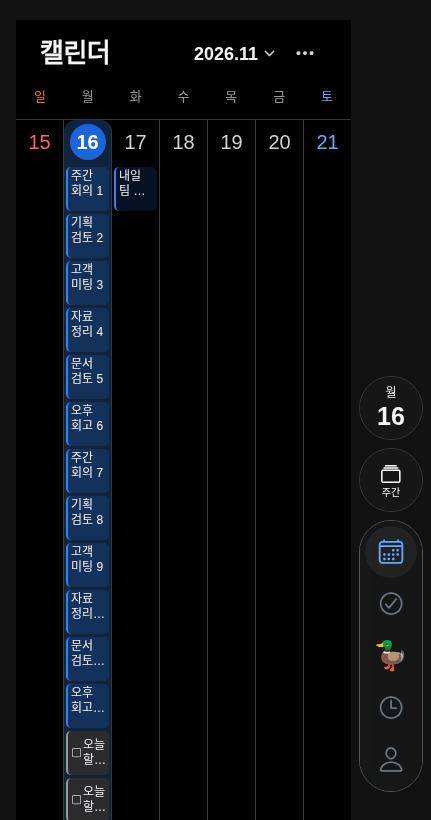 캘린더
2026.11
일 월 화 수 목 금 토
15 16 17 18 19 20 21
주간
회의 1
기획
검토 2
고객
미팅 3
자료
정리 4
문서
검토 5
오후
회고 6
주간
회의 7
기획
검토 8
고객
미팅 9
자료
정리...
문서
검토...
오후
회고...
오늘
할...
오늘
할...
내일
팀 ...
월
16
주간